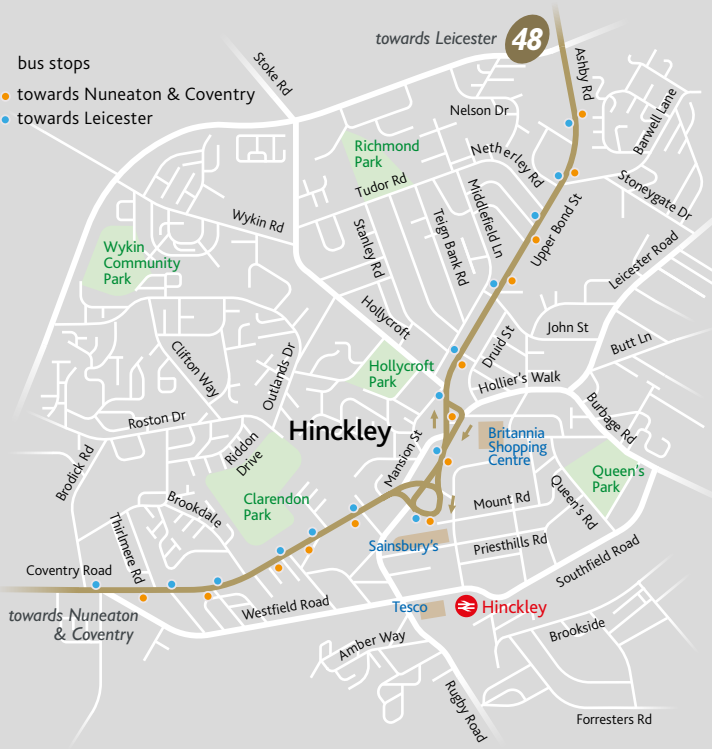 towards Leicester
48
bus stops
towards Nuneaton & Coventry
towards Leicester
Stoke Rd
Ashby Rd
Barwell Lane
Nelson Dr
Richmond
Park
Netherley Rd
Tudor Rd
Stoneygate Dr
Middlefield Ln
Wykin Rd
Stanley Rd
Teign Bank Rd
Upper Bond St
Leicester Road
Wykin
Community
Park
Hollycroft
John St
Druid St
Butt Ln
Clifton Way
Outlands Dr
Hollycroft
Park
Hollier's Walk
Burbage Rd
Roston Dr
Hinckley
Mansion St
Britannia
Shopping
Centre
Riddon
Drive
Brodick Rd
Queen's
Park
Brookdale
Clarendon
Park
Mount Rd
Queen's Rd
Thirlmere Rd
Sainsbury's
Priesthills Rd
Southfield Road
Coventry Road
Westfield Road
Tesco
Hinckley
towards Nuneaton
& Coventry
Amber Way
Brookside
Rugby Road
Forresters Rd